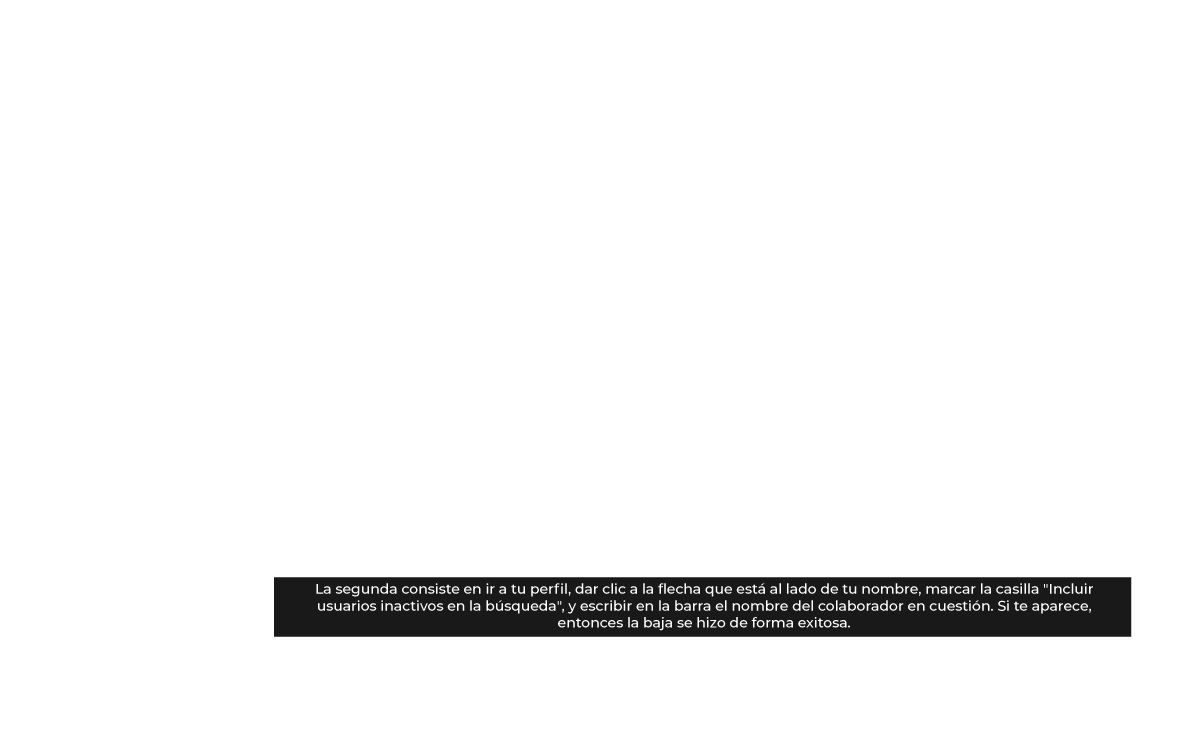 La segunda consiste en ir a tu perfil, dar clic a la flecha que está al lado de tu nombre, marcar la casilla "Incluir
usuarios inactivos en la búsqueda", y escribir en la barra el nombre del colaborador en cuestión. Si te aparece,
entonces la baja se hizo de forma exitosa.